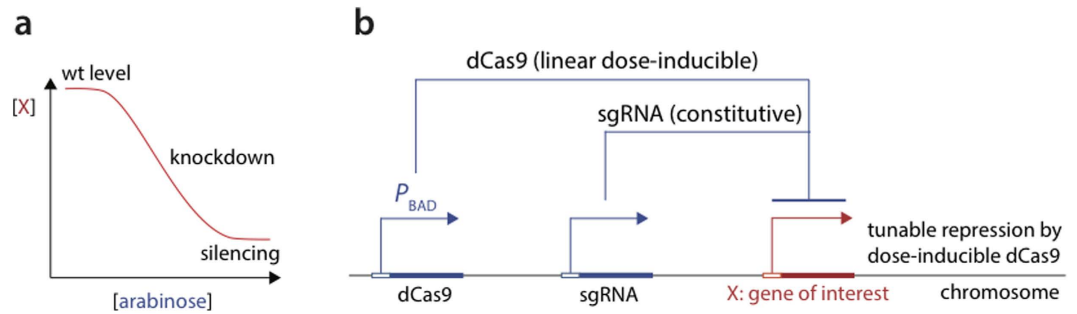 a
wt level
[X]
knockdown
silencing
[arabinose]
b
dCas9 (linear dose-inducible)
sgRNA (constitutive)
PBAD
tunable repression by
dose-inducible dCas9
dCas9
sgRNA
X: gene of interest
chromosome